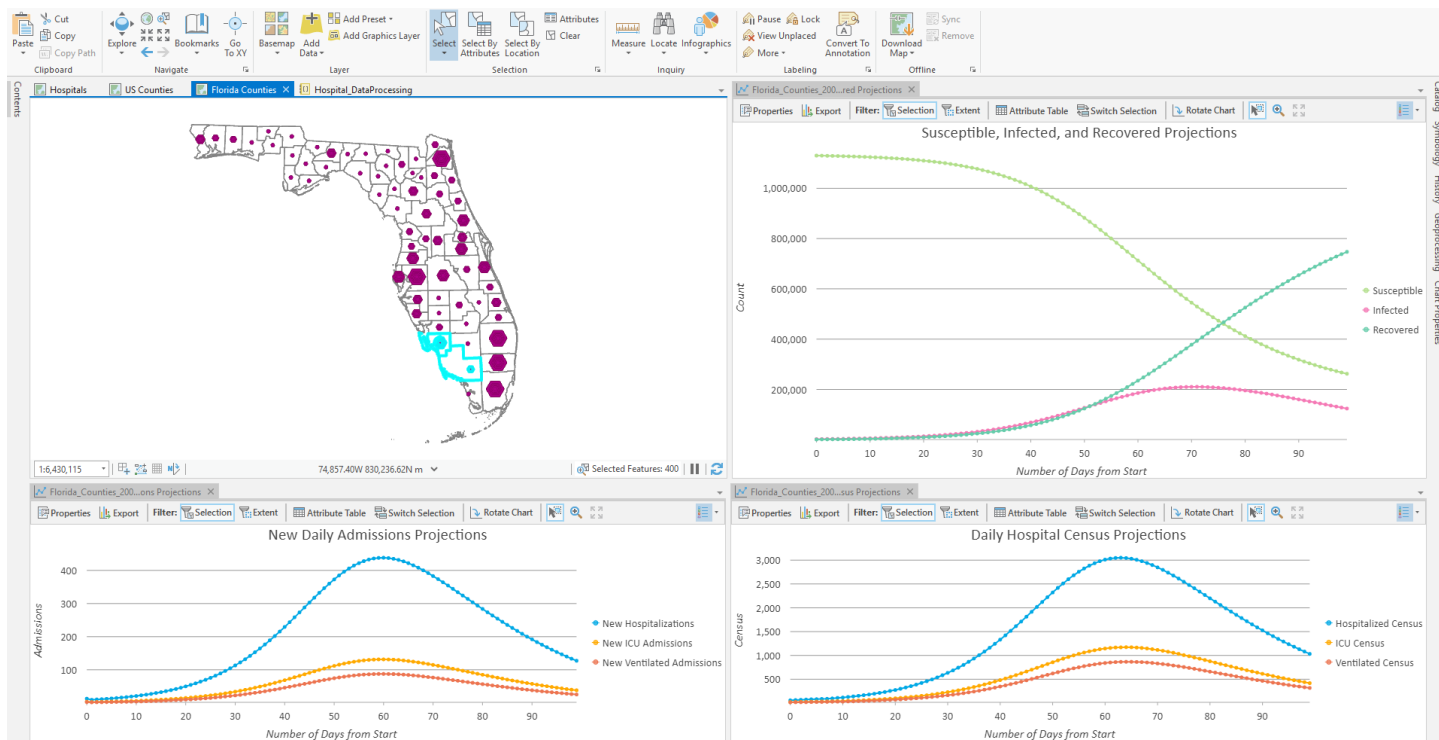 Paste
Cut
Copy
Copy Path
Clipboard
Explore
Bookmarks
Go To XY
Navigate
Basemap
Add Data
Add Preset
Add Graphics Layer
Layer
Select
Select By Attributes
Select By Location
Attributes
Clear
Selection
Measure
Locate
Infographics
Inquiry
Pause
Lock
View Unplaced
More
Convert To Annotation
Labeling
Download Map
Sync
Remove
Offline
Contents
Hospitals
US Counties
Florida Counties
Hospital_DataProcessing
1:6,430,115
74,857.40W 830,236.62N m
Selected Features: 400
Florida_Counties_200...red Projections
Properties Export Filter: Selection Extent Attribute Table Switch Selection Rotate Chart
Susceptible, Infected, and Recovered Projections
Count
1,000,000
800,000
600,000
400,000
200,000
0 10 20 30 40 50 60 70 80 90
Number of Days from Start
Susceptible
Infected
Recovered
Catalog
Symbology
History
Geoprocessing
Chart Properties
Florida_Counties_200...ons Projections
Properties Export Filter: Selection Extent Attribute Table Switch Selection Rotate Chart
New Daily Admissions Projections
Admissions
400
300
200
100
0 10 20 30 40 50 60 70 80 90
Number of Days from Start
New Hospitalizations
New ICU Admissions
New Ventilated Admissions
Florida_Counties_200...sus Projections
Properties Export Filter: Selection Extent Attribute Table Switch Selection Rotate Chart
Daily Hospital Census Projections
Census
3,000
2,500
2,000
1,500
1,000
500
0 10 20 30 40 50 60 70 80 90
Number of Days from Start
Hospitalized Census
ICU Census
Ventilated Census